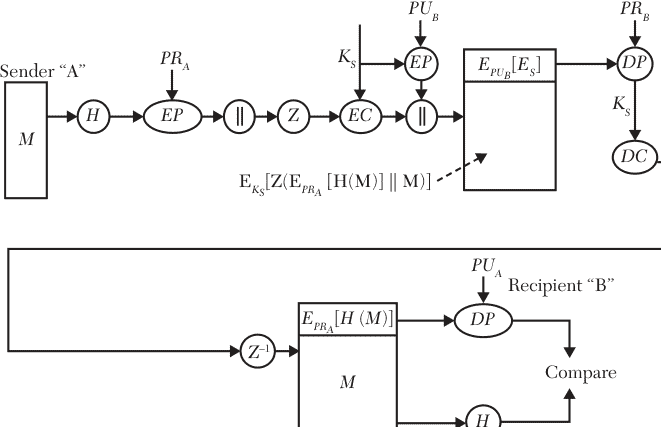 PU_B
PR_B
K_S
EP
PR_A
E_PU_B[E_S]
DP
Sender “A”
K_S
M
H
EP
||
Z
EC
||
DC
E_K_S[Z(E_PR_A [H(M)] || M)]
PU_A
Recipient “B”
E_PR_A[H (M)]
DP
Z⁻¹
M
Compare
H